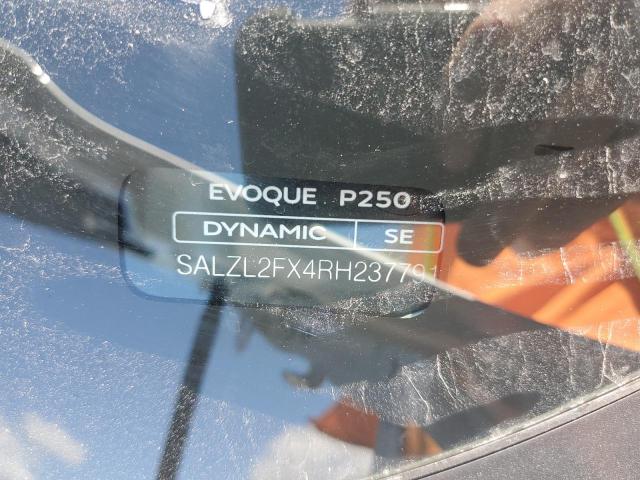 EVOQUE P250
DYNAMIC SE
SALZL2FX4RH237791